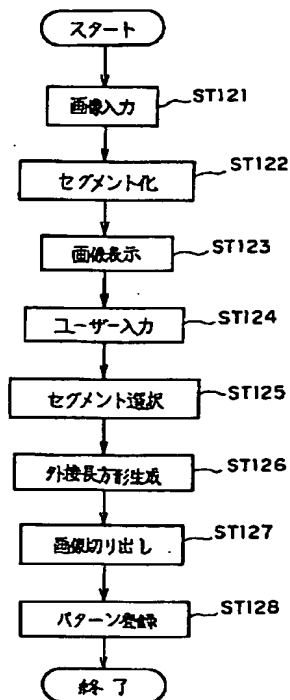 スタート
画像入力 ST121
セグメント化 ST122
画像表示 ST123
ユーザー入力 ST124
セグメント選択 ST125
外接長方形生成 ST126
画像切り出し ST127
パターン登録 ST128
終了